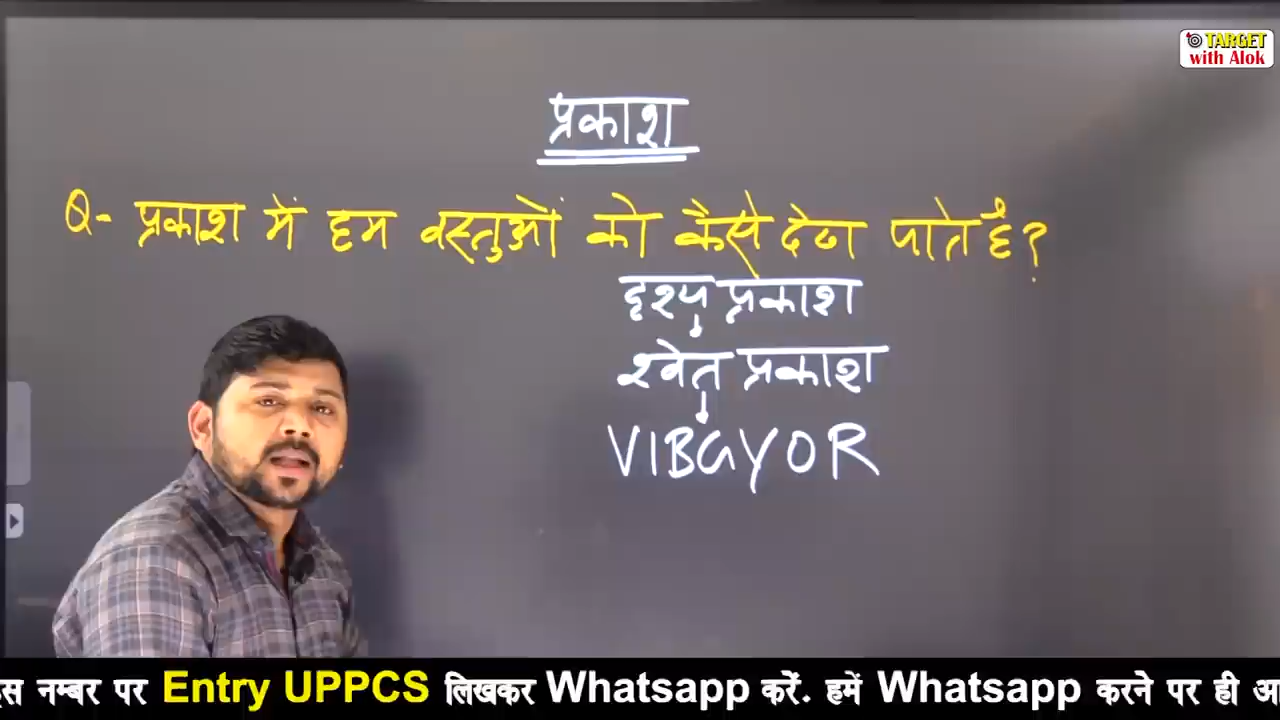 TARGET
with Alok
प्रकाश
Q- प्रकाश में हम वस्तुओं को कैसे देख पाते है?
दृश्य प्रकाश
श्वेत प्रकाश
VIBGYOR
इस नम्बर पर Entry UPPCS लिखकर Whatsapp करें. हमें Whatsapp करने पर ही